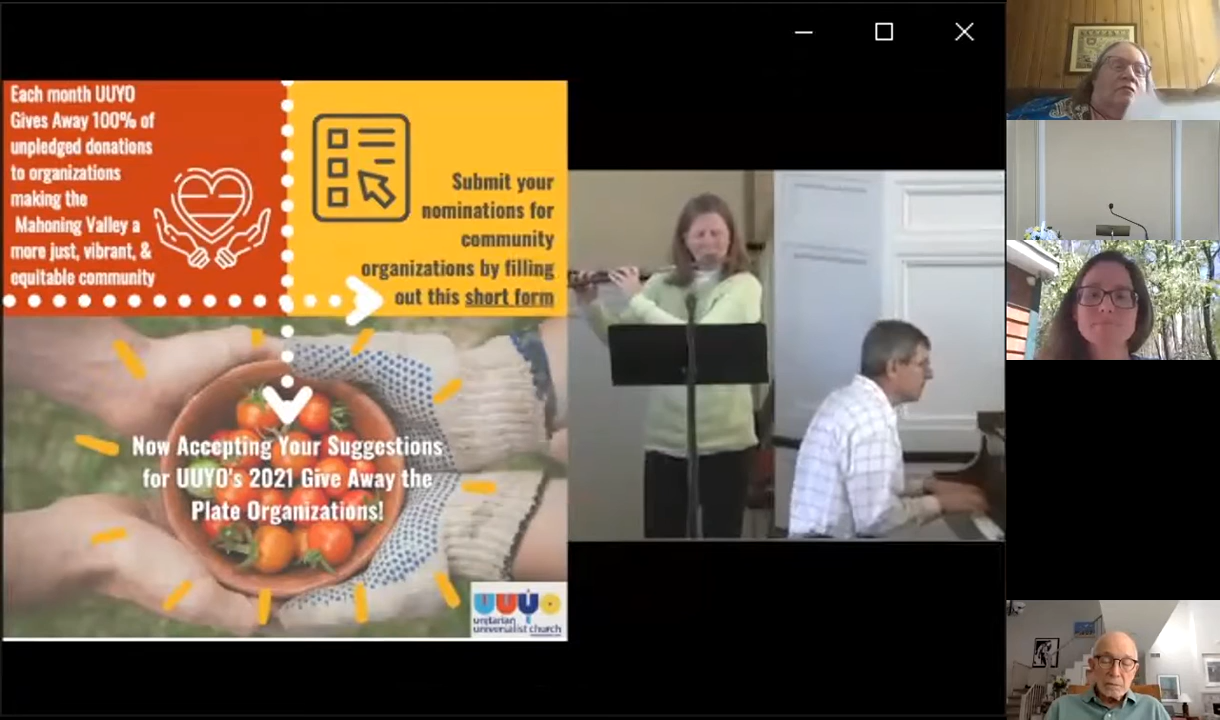 Each month UUYO
Gives Away 100% of
unpledged donations
to organizations
making the
Mahoning Valley a
more just, vibrant, &
equitable community
Submit your
nominations for
community
organizations by filling
out this short form
Now Accepting Your Suggestions
for UUYO's 2021 Give Away the
Plate Organizations!
UUYO
unitarian
universalist church